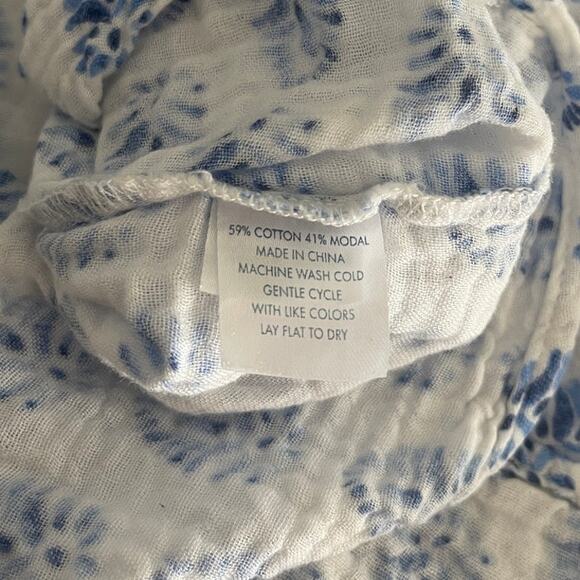 59% COTTON 41% MODAL
MADE IN CHINA
MACHINE WASH COLD
GENTLE CYCLE
WITH LIKE COLORS
LAY FLAT TO DRY